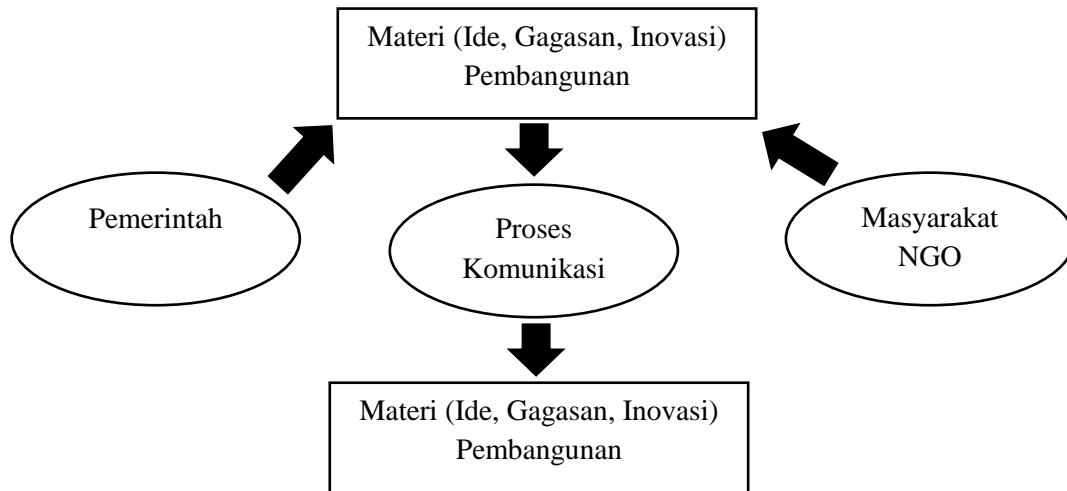 Materi (Ide, Gagasan, Inovasi)
Pembangunan
Pemerintah
Proses
Komunikasi
Masyarakat
NGO
Materi (Ide, Gagasan, Inovasi)
Pembangunan